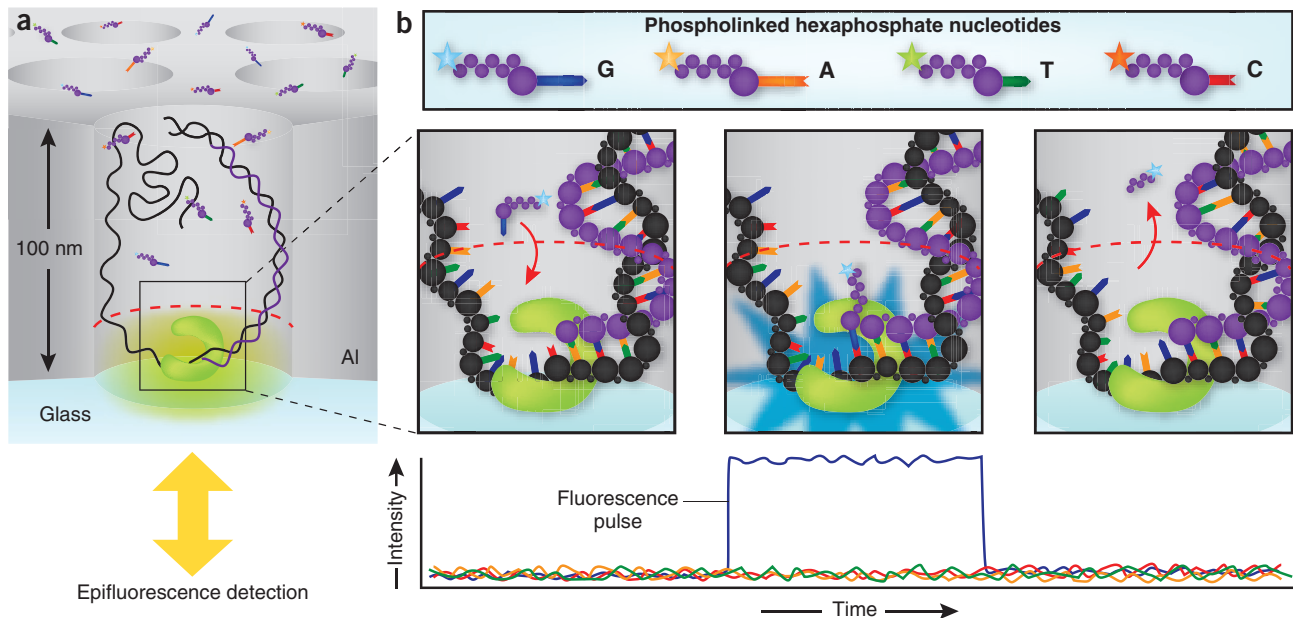 a
100 nm
Al
Glass
Epifluorescence detection
b
Phospholinked hexaphosphate nucleotides
G
A
T
C
Intensity
Fluorescence
pulse
Time